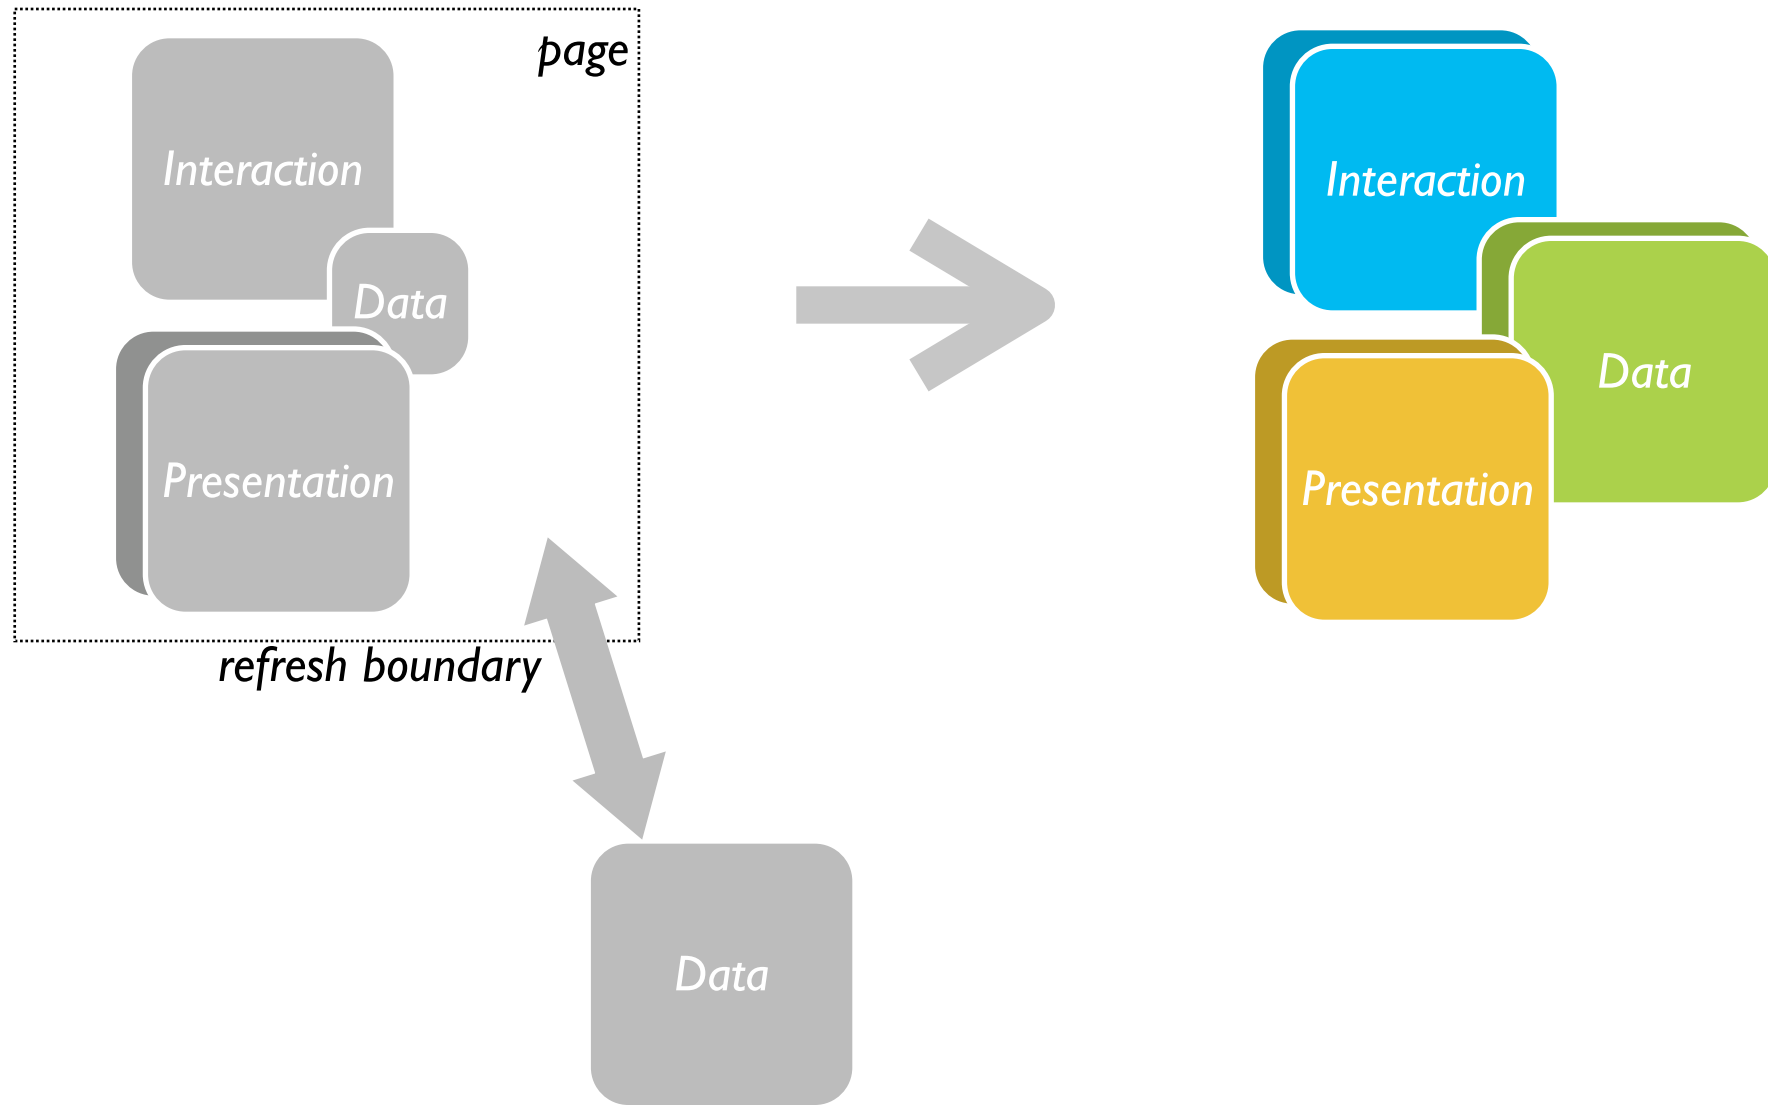 page
Interaction
Data
Presentation
refresh boundary
Data
Interaction
Data
Presentation